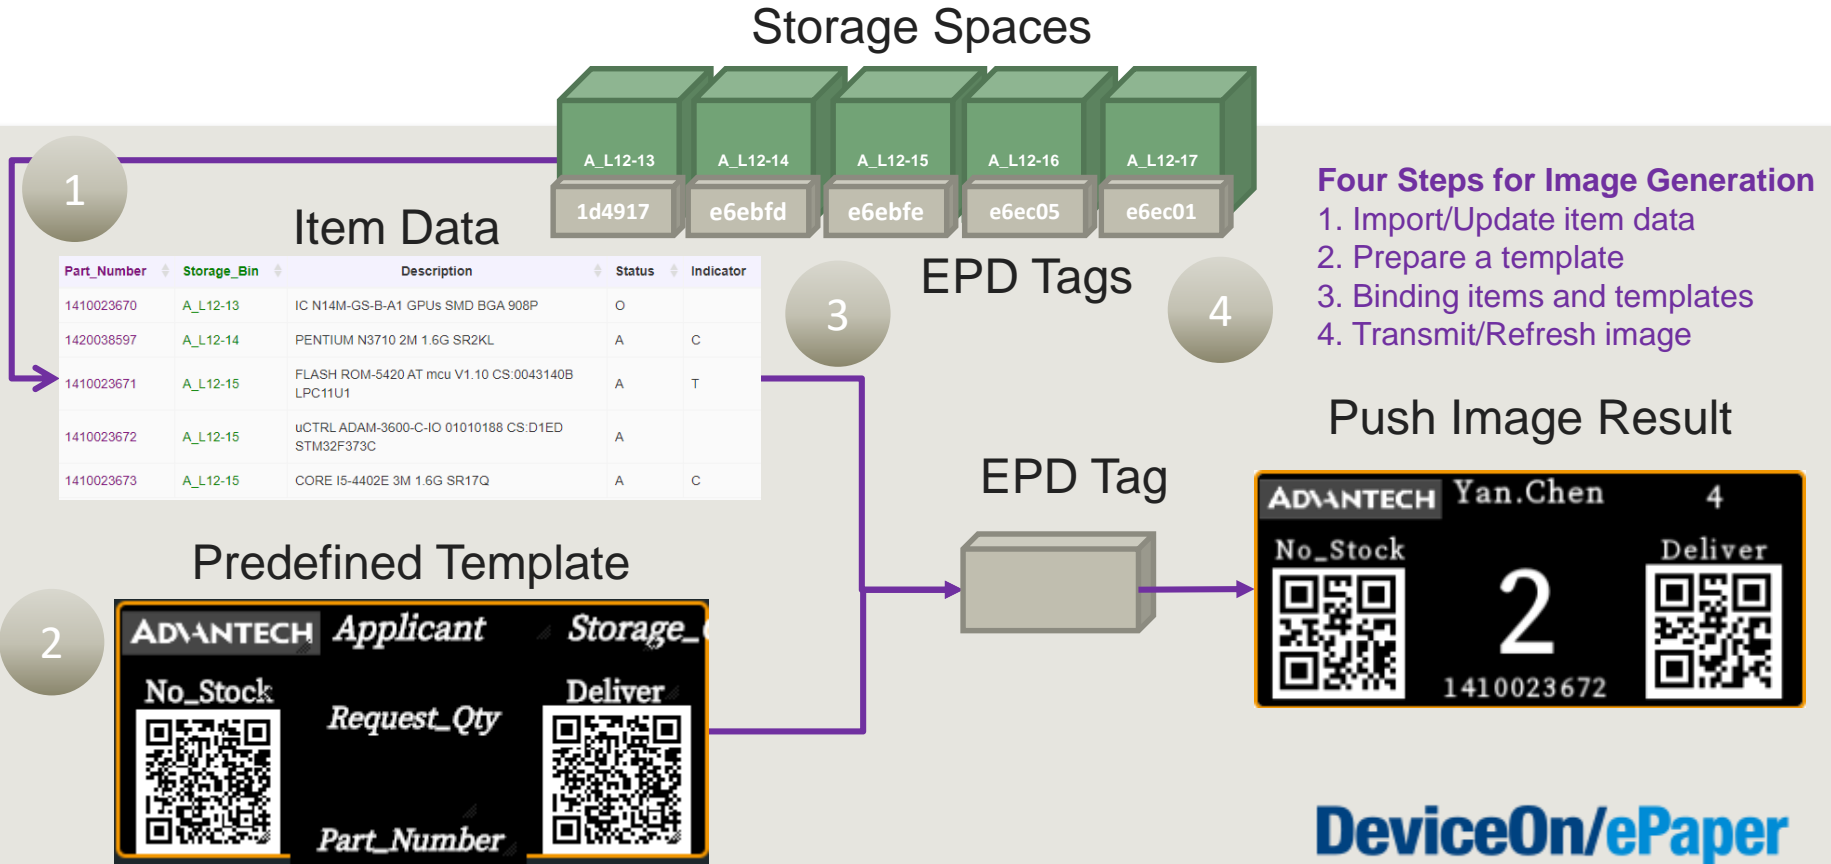 Storage Spaces
A_L12-13 A_L12-14 A_L12-15 A_L12-16 A_L12-17
1d4917 e6ebfd e6ebfe e6ec05 e6ec01
EPD Tags
1
Item Data
Part_Number Storage_Bin Description Status Indicator
1410023670 A_L12-13 IC N14M-GS-B-A1 GPUs SMD BGA 908P O
1420038597 A_L12-14 PENTIUM N3710 2M 1.6G SR2KL A C
1410023671 A_L12-15 FLASH ROM-5420 AT mcu V1.10 CS:0043140B A T
LPC11U1
1410023672 A_L12-15 uCTRL ADAM-3600-C-IO 01010188 CS:D1ED A
STM32F373C
1410023673 A_L12-15 CORE I5-4402E 3M 1.6G SR17Q A C
3
4
Four Steps for Image Generation
1. Import/Update item data
2. Prepare a template
3. Binding items and templates
4. Transmit/Refresh image
2
Predefined Template
ADVANTECH Applicant Storage_
No_Stock Deliver
Request_Qty
Part_Number
EPD Tag
Push Image Result
ADVANTECH Yan.Chen 4
No_Stock Deliver
2
1410023672
DeviceOn/ePaper